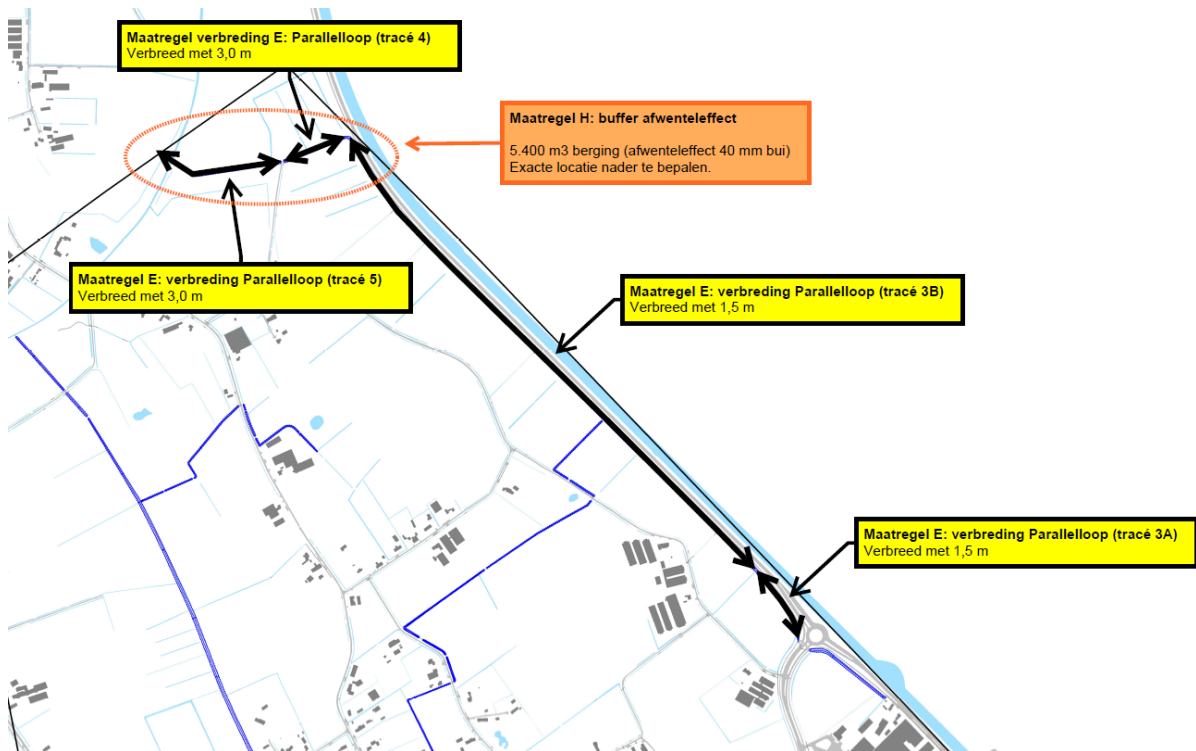 Maatregel verbreding E: Parallelloop (tracé 4)
Verbreed met 3,0 m
Maatregel H: buffer afwenteleffect
5.400 m3 berging (afwenteleffect 40 mm bui)
Exacte locatie nader te bepalen.
Maatregel E: verbreding Parallelloop (tracé 5)
Verbreed met 3,0 m
Maatregel E: verbreding Parallelloop (tracé 3B)
Verbreed met 1,5 m
Maatregel E: verbreding Parallelloop (tracé 3A)
Verbreed met 1,5 m